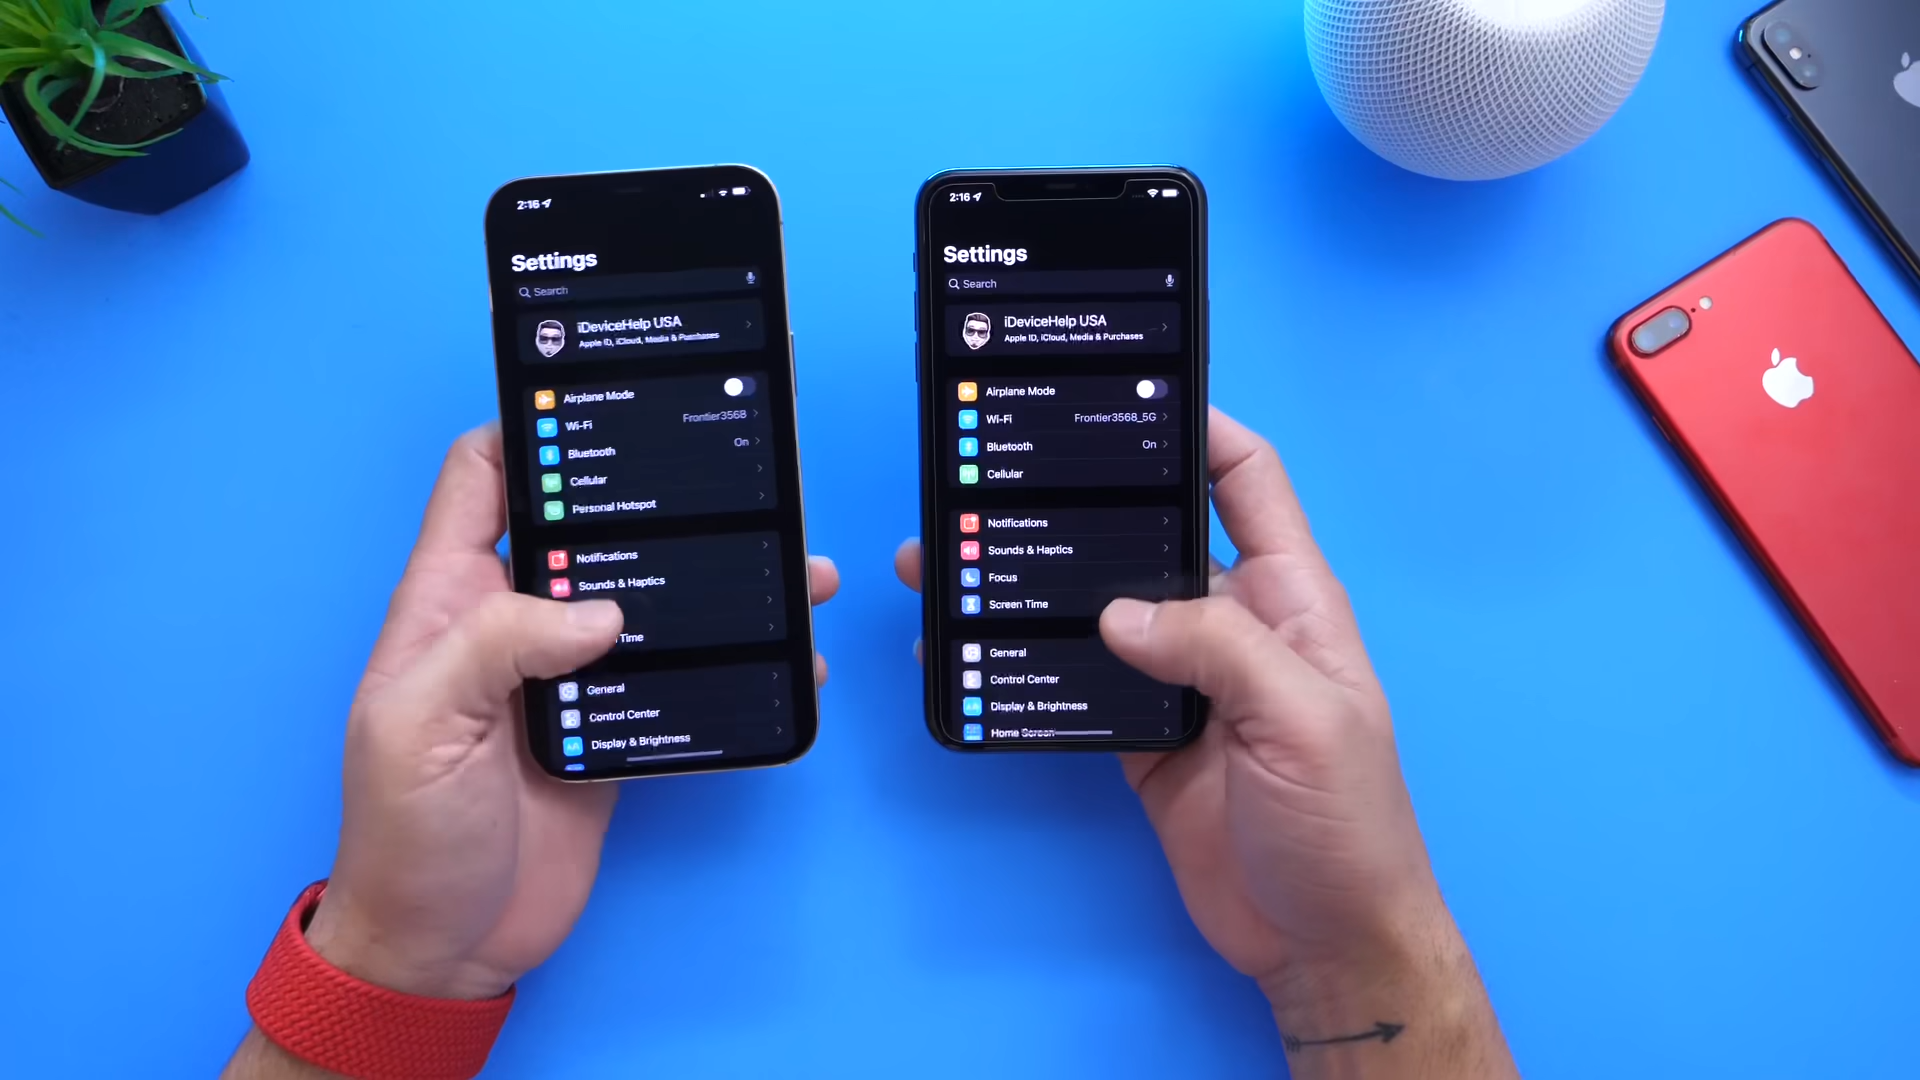 2:16
Settings
Search
iDeviceHelp USA
Apple ID, iCloud, Media & Purchases
Airplane Mode
Wi-Fi Frontier3568
Bluetooth On
Cellular
Personal Hotspot
Notifications
Sounds & Haptics
Time
General
Control Center
Display & Brightness
2:16
Settings
Search
iDeviceHelp USA
Apple ID, iCloud, Media & Purchases
Airplane Mode
Wi-Fi Frontier3568_5G
Bluetooth On
Cellular
Notifications
Sounds & Haptics
Focus
Screen Time
General
Control Center
Display & Brightness
Home Screen